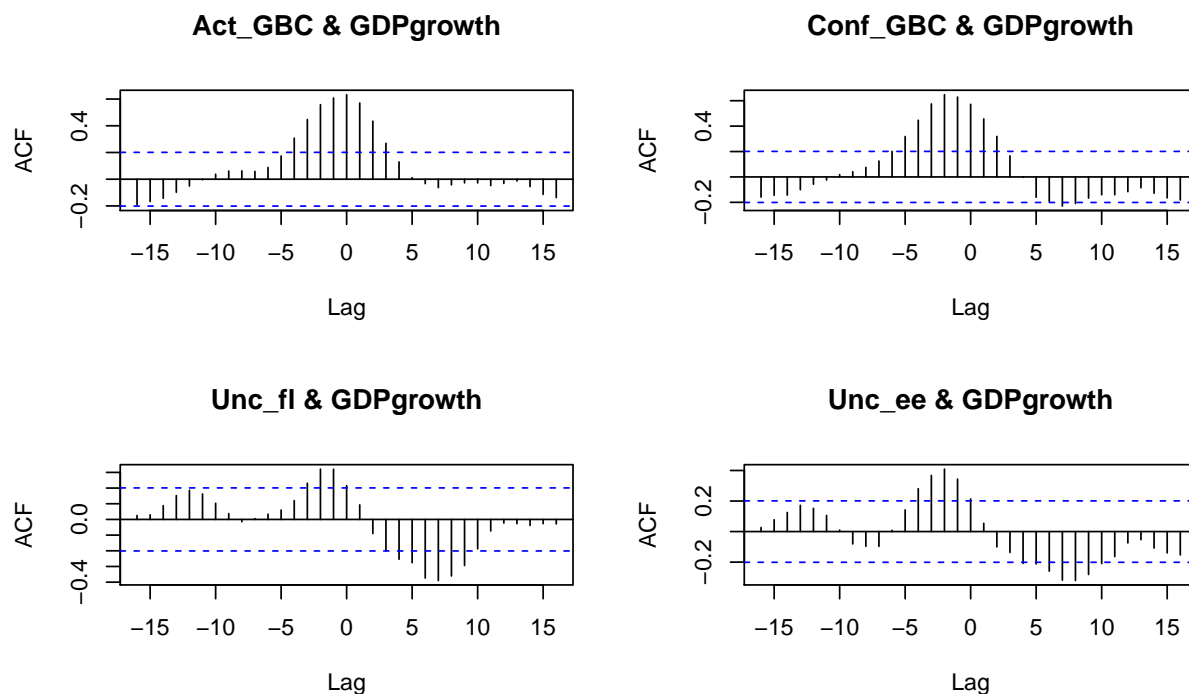 Act_GBC & GDPgrowth
ACF
0.4
−0.2
−15 −10 −5 0 5 10 15
Lag
Conf_GBC & GDPgrowth
ACF
0.4
−0.2
−15 −10 −5 0 5 10 15
Lag
Unc_fl & GDPgrowth
ACF
0.0
−0.4
−15 −10 −5 0 5 10 15
Lag
Unc_ee & GDPgrowth
ACF
0.2
−0.2
−15 −10 −5 0 5 10 15
Lag